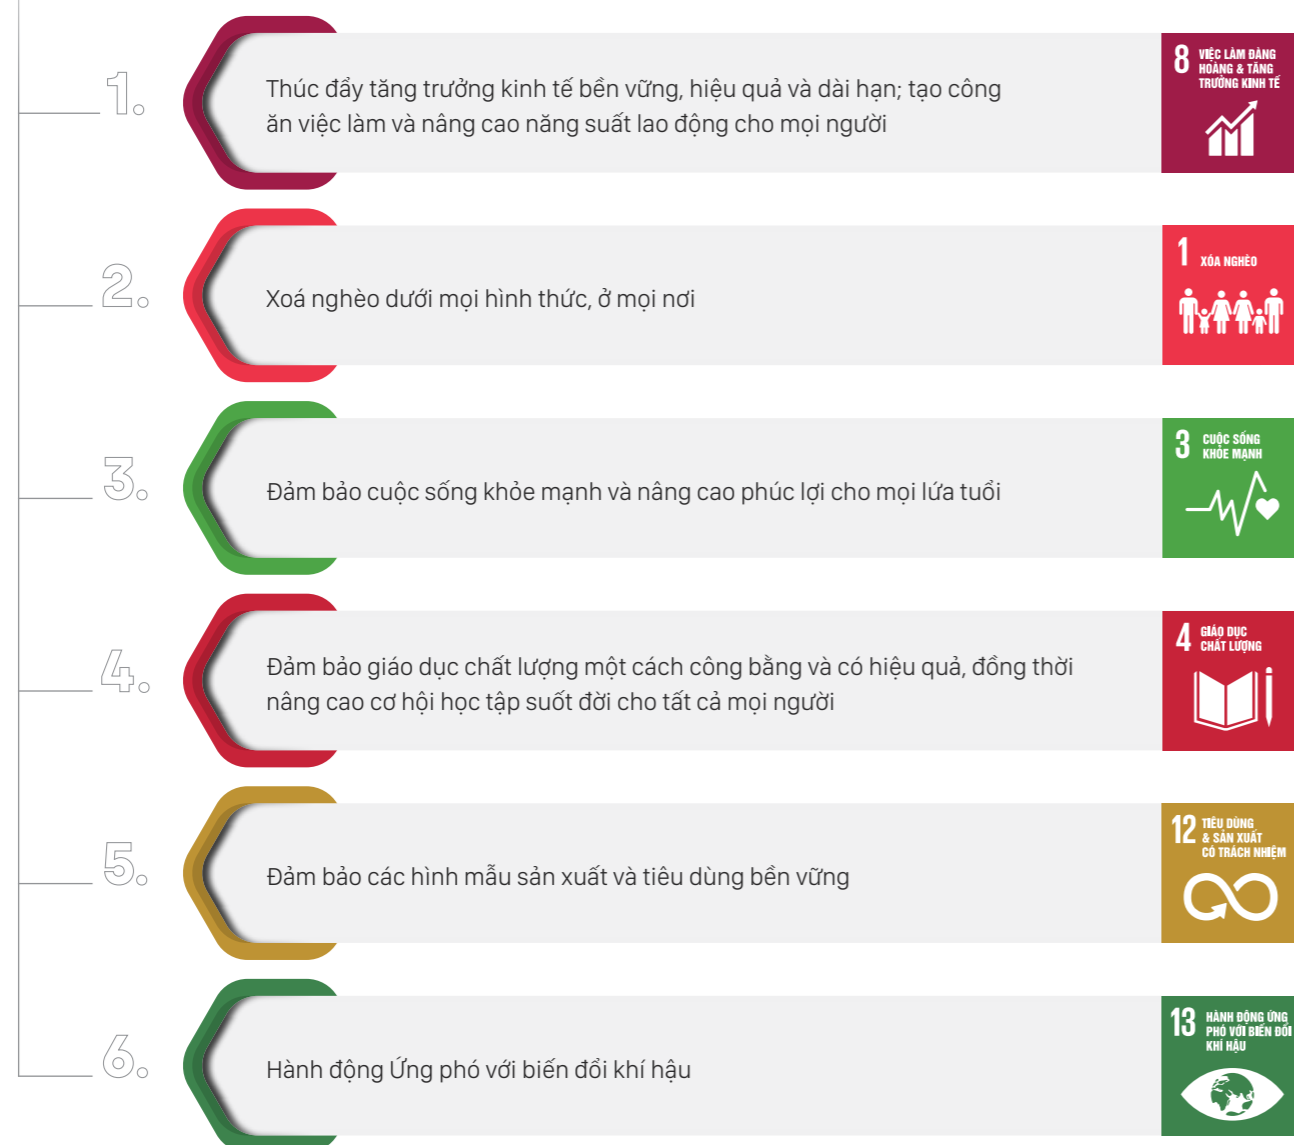 1.
Thúc đẩy tăng trưởng kinh tế bền vững, hiệu quả và dài hạn; tạo công
ăn việc làm và nâng cao năng suất lao động cho mọi người
8 VIỆC LÀM ĐÀNG
HOÀNG & TĂNG
TRƯỞNG KINH TẾ
2.
Xoá nghèo dưới mọi hình thức, ở mọi nơi
1 XÓA NGHÈO
3.
Đảm bảo cuộc sống khỏe mạnh và nâng cao phúc lợi cho mọi lứa tuổi
3 CUỘC SỐNG
KHỎE MẠNH
4.
Đảm bảo giáo dục chất lượng một cách công bằng và có hiệu quả, đồng thời
nâng cao cơ hội học tập suốt đời cho tất cả mọi người
4 GIÁO DỤC
CHẤT LƯỢNG
5.
Đảm bảo các hình mẫu sản xuất và tiêu dùng bền vững
12 TIÊU DÙNG
& SẢN XUẤT
CÓ TRÁCH NHIỆM
6.
Hành động Ứng phó với biến đổi khí hậu
13 HÀNH ĐỘNG ỨNG
PHÓ VỚI BIẾN ĐỔI
KHÍ HẬU